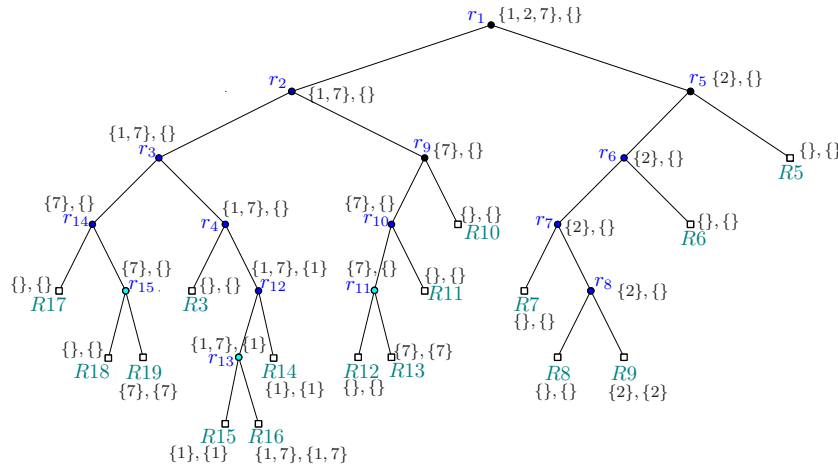 r1 {1, 2, 7}, {}
r2 {1, 7}, {}
r5 {2}, {}
{1, 7}, {}
r3
r9 {7}, {}
r6 {2}, {}
{}, {}
R5
{7}, {}
r14
{1, 7}, {}
r4
{7}, {}
r10
{}, {}
R10
r7 {2}, {}
{}, {}
R6
{}, {}
R17
{7}, {}
r15
{}, {}
R3
{1, 7}, {1}
r12
{7}, {}
r11
{}, {}
R11
R7
{}, {}
r8 {2}, {}
{}, {}
R18
R19
{7}, {7}
{1, 7}, {1}
r13
R14
{1}, {1}
R12
{}, {}
{7}, {7}
R13
R8
{}, {}
R9
{2}, {2}
R15
{1}, {1}
R16
{1, 7}, {1, 7}